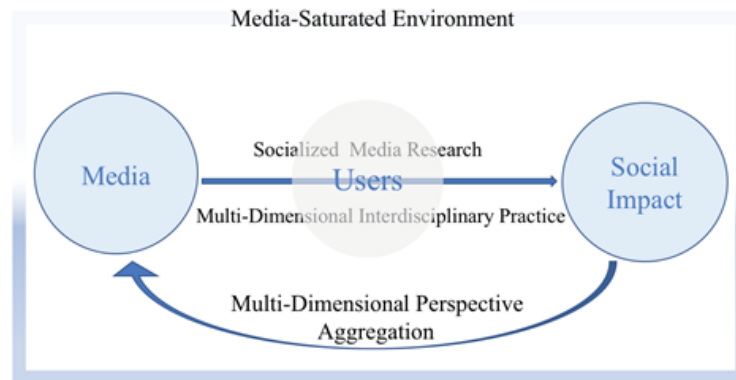 Media-Saturated Environment
Socialized Media Research
Media
Users
Social
Impact
Multi-Dimensional Interdisciplinary Practice
Multi-Dimensional Perspective
Aggregation